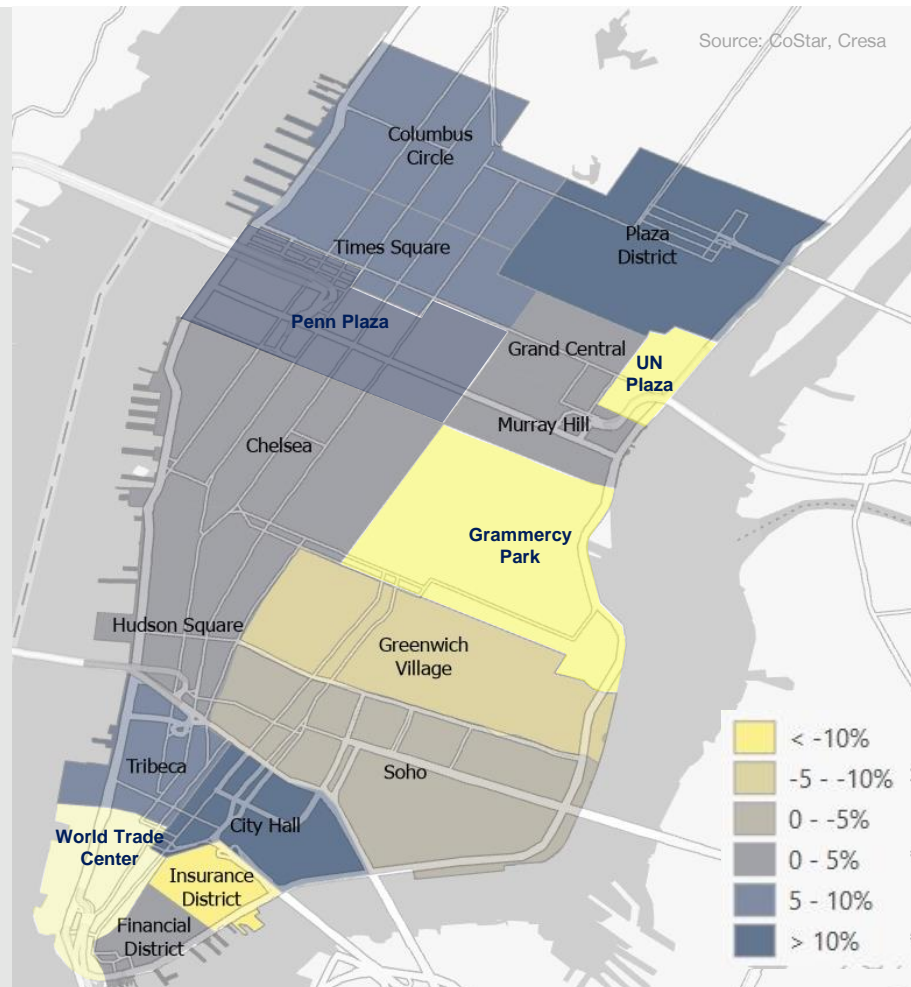 Source: CoStar, Cresa
Columbus
Circle
Times Square
Plaza
District
Penn Plaza
Grand Central
UN
Plaza
Murray Hill
Chelsea
Grammercy
Park
Hudson Square
Greenwich
Village
Tribeca
Soho
City Hall
World Trade
Center
Insurance
District
Financial
District
< -10%
-5 - -10%
0 - -5%
0 - 5%
5 - 10%
> 10%